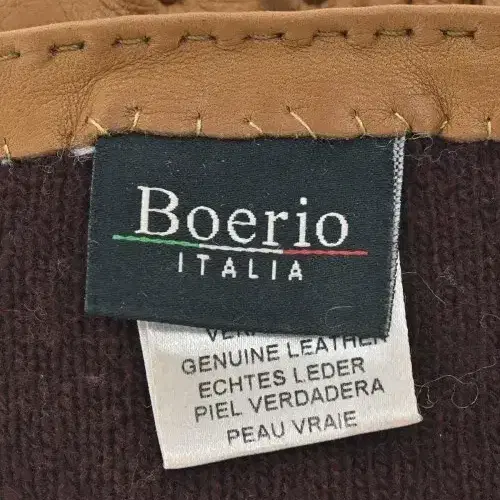 Boerio
ITALIA
GENUINE LEATHER
ECHTES LEDER
PIEL VERDADERA
PEAU VRAIE